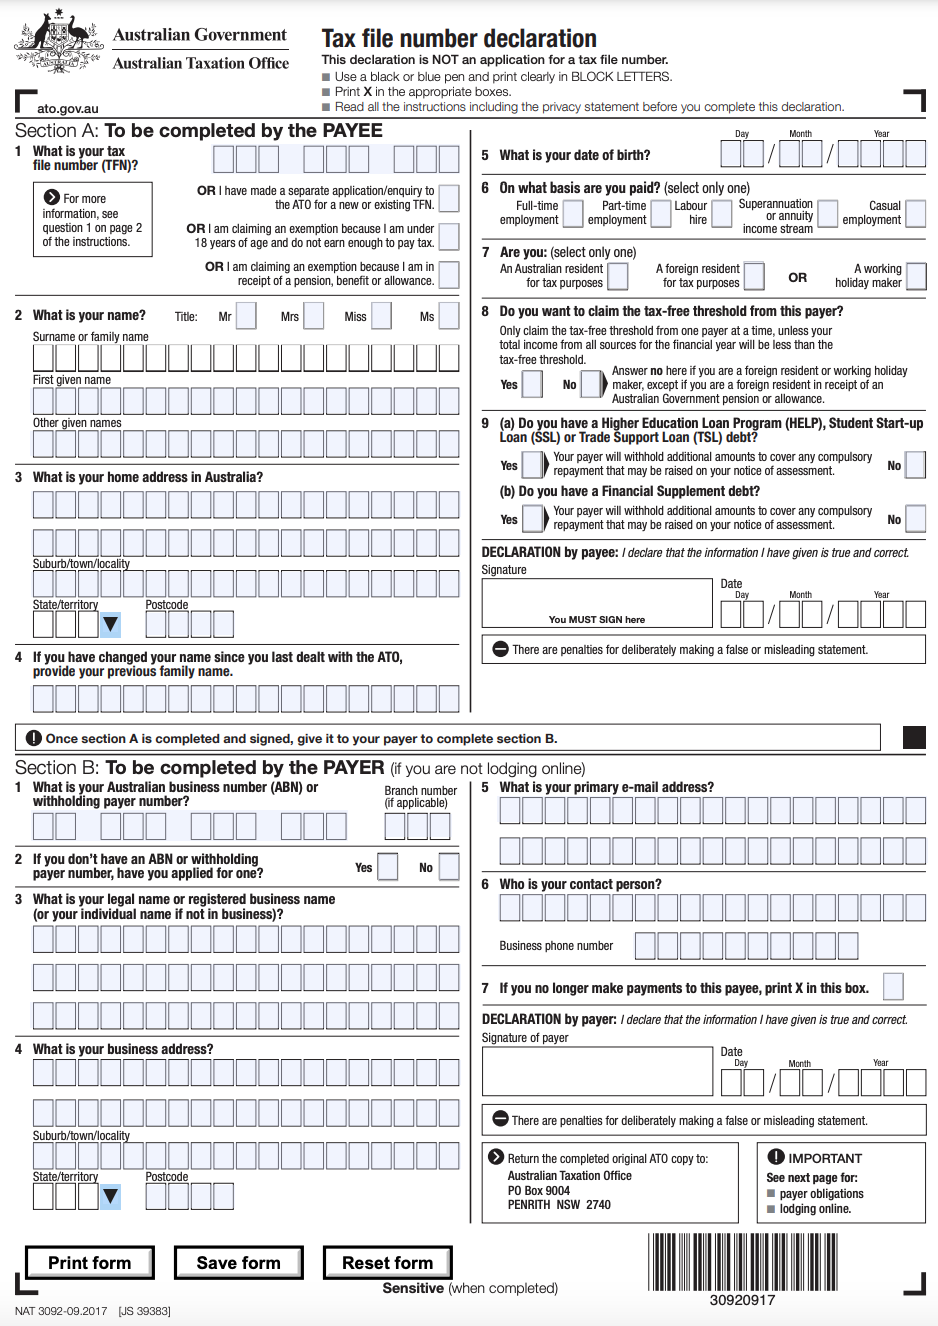 Australian Government
Australian Taxation Office
ato.gov.au
Tax file number declaration
This declaration is NOT an application for a tax file number.
■ Use a black or blue pen and print clearly in BLOCK LETTERS.
■ Print X in the appropriate boxes.
■ Read all the instructions including the privacy statement before you complete this declaration.
Section A: To be completed by the PAYEE
1 What is your tax
file number (TFN)?
For more
information, see
question 1 on page 2
of the instructions.
OR I have made a separate application/enquiry to
the ATO for a new or existing TFN.
OR I am claiming an exemption because I am under
18 years of age and do not earn enough to pay tax.
OR I am claiming an exemption because I am in
receipt of a pension, benefit or allowance.
2 What is your name? Title: Mr Mrs Miss Ms
Surname or family name
First given name
Other given names
3 What is your home address in Australia?
Suburb/town/locality
State/territory Postcode
4 If you have changed your name since you last dealt with the ATO,
provide your previous family name.
5 What is your date of birth?
Day Month Year
/ /
6 On what basis are you paid? (select only one)
Full-time
employment
Part-time
employment
Labour
hire
Superannuation
or annuity
income stream
Casual
employment
7 Are you: (select only one)
An Australian resident
for tax purposes
A foreign resident
for tax purposes
OR
A working
holiday maker
8 Do you want to claim the tax-free threshold from this payer?
Only claim the tax-free threshold from one payer at a time, unless your
total income from all sources for the financial year will be less than the
tax-free threshold.
Yes No
Answer no here if you are a foreign resident or working holiday
maker, except if you are a foreign resident in receipt of an
Australian Government pension or allowance.
9 (a) Do you have a Higher Education Loan Program (HELP), Student Start-up
Loan (SSL) or Trade Support Loan (TSL) debt?
Yes
Your payer will withhold additional amounts to cover any compulsory
repayment that may be raised on your notice of assessment.
No
(b) Do you have a Financial Supplement debt?
Yes
Your payer will withhold additional amounts to cover any compulsory
repayment that may be raised on your notice of assessment.
No
DECLARATION by payee: I declare that the information I have given is true and correct.
Signature
You MUST SIGN here
Date
Day Month Year
/ /
There are penalties for deliberately making a false or misleading statement.
Once section A is completed and signed, give it to your payer to complete section B.
Section B: To be completed by the PAYER (if you are not lodging online)
1 What is your Australian business number (ABN) or
withholding payer number?
Branch number
(if applicable)
2 If you don't have an ABN or withholding
payer number, have you applied for one?
Yes No
3 What is your legal name or registered business name
(or your individual name if not in business)?
4 What is your business address?
Suburb/town/locality
State/territory Postcode
5 What is your primary e-mail address?
6 Who is your contact person?
Business phone number
7 If you no longer make payments to this payee, print X in this box.
DECLARATION by payer: I declare that the information I have given is true and correct.
Signature of payer
Date
Day Month Year
/ /
There are penalties for deliberately making a false or misleading statement.
Return the completed original ATO copy to:
Australian Taxation Office
PO Box 9004
PENRITH NSW 2740
IMPORTANT
See next page for:
■ payer obligations
■ lodging online.
Print form Save form Reset form
Sensitive (when completed)
30920917
NAT 3092-09.2017 [JS 39383]